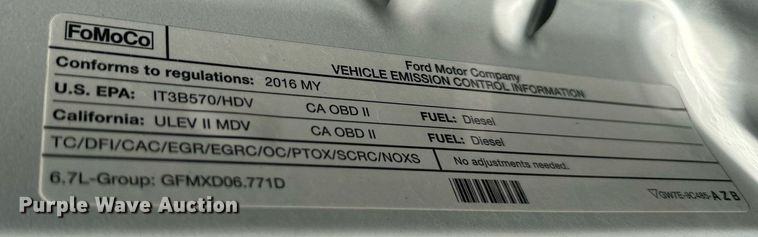 FoMoCo
Ford Motor Company
VEHICLE EMISSION CONTROL INFORMATION
Conforms to regulations: 2016 MY
U.S. EPA: IT3B570/HDV CA OBD II FUEL: Diesel
California: ULEV II MDV CA OBD II FUEL: Diesel
TC/DFI/CAC/EGR/EGRC/OC/PTOX/SCRC/NOXS No adjustments needed.
6.7L-Group: GFMXD06.771D
GW7E-9C485-AZB
Purple Wave Auction